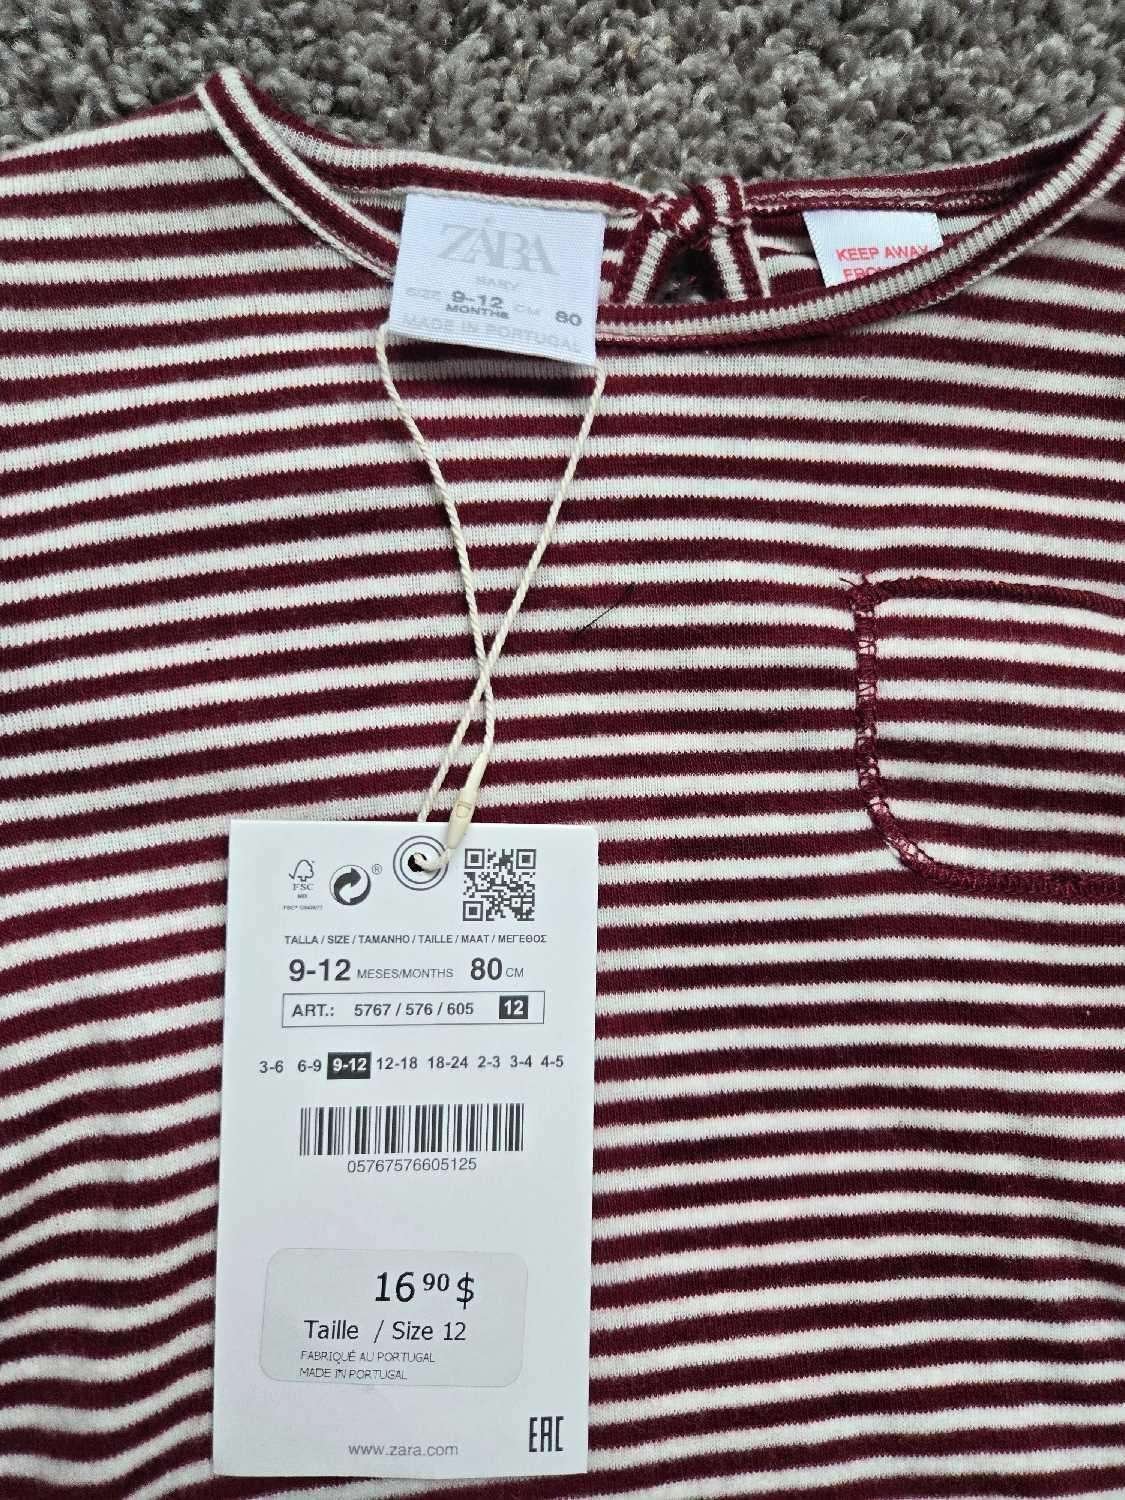 ZARA
BABY
SIZE 9-12 MONTHS CM 80
MADE IN PORTUGAL
KEEP AWAY
FROM
FSC
®
TALLA / SIZE / TAMANHO / TAILLE / MAAT / ΜΕΓΕΘΟΣ
9-12 MESES/MONTHS 80 CM
ART.: 5767 / 576 / 605 12
3-6 6-9 9-12 12-18 18-24 2-3 3-4 4-5
05767576605125
16 90 $
Taille / Size 12
FABRIQUÉ AU PORTUGAL
MADE IN PORTUGAL
EAC
www.zara.com